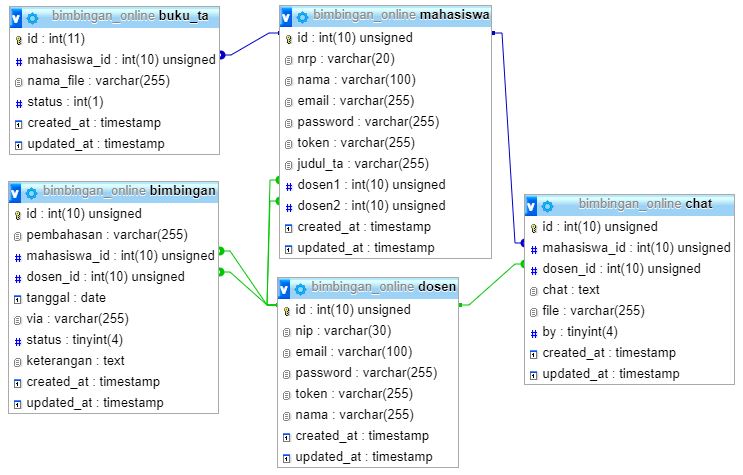 bimbingan_online buku_ta
id : int(11)
mahasiswa_id : int(10) unsigned
nama_file : varchar(255)
status : int(1)
created_at : timestamp
updated_at : timestamp
bimbingan_online mahasiswa
id : int(10) unsigned
nrp : varchar(20)
nama : varchar(100)
email : varchar(255)
password : varchar(255)
token : varchar(255)
judul_ta : varchar(255)
dosen1 : int(10) unsigned
dosen2 : int(10) unsigned
created_at : timestamp
updated_at : timestamp
bimbingan_online bimbingan
id : int(10) unsigned
pembahasan : varchar(255)
mahasiswa_id : int(10) unsigned
dosen_id : int(10) unsigned
tanggal : date
via : varchar(255)
status : tinyint(4)
keterangan : text
created_at : timestamp
updated_at : timestamp
bimbingan_online dosen
id : int(10) unsigned
nip : varchar(30)
email : varchar(100)
password : varchar(255)
token : varchar(255)
nama : varchar(255)
created_at : timestamp
updated_at : timestamp
bimbingan_online chat
id : int(10) unsigned
mahasiswa_id : int(10) unsigned
dosen_id : int(10) unsigned
chat : text
file : varchar(255)
by : tinyint(4)
created_at : timestamp
updated_at : timestamp